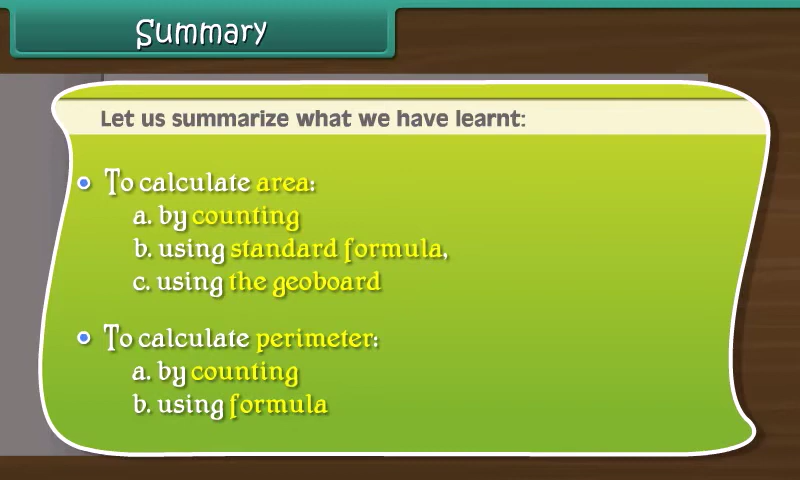 Summary
Let us summarize what we have learnt:
To calculate area:
a. by counting
b. using standard formula,
c. using the geoboard
To calculate perimeter:
a. by counting
b. using formula